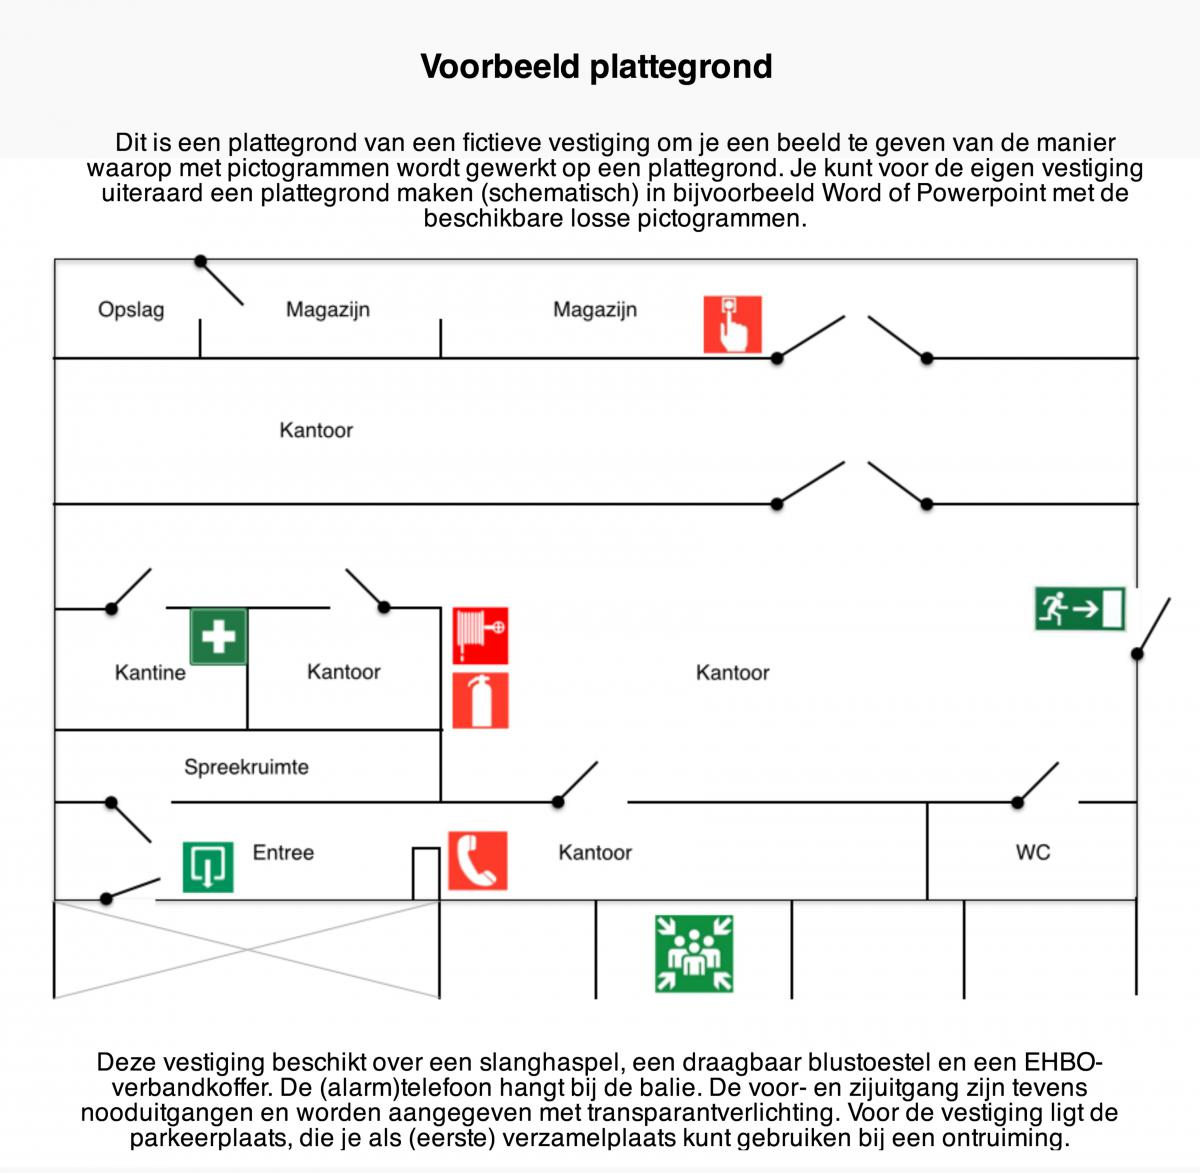 Voorbeeld plattegrond
Dit is een plattegrond van een fictieve vestiging om je een beeld te geven van de manier
waarop met pictogrammen wordt gewerkt op een plattegrond. Je kunt voor de eigen vestiging
uiteraard een plattegrond maken (schematisch) in bijvoorbeeld Word of Powerpoint met de
beschikbare losse pictogrammen.
Opslag
Magazijn
Magazijn
Kantoor
Kantine
Kantoor
Kantoor
Spreekruimte
Entree
Kantoor
WC
Deze vestiging beschikt over een slanghaspel, een draagbaar blustoestel en een EHBO-
verbandkoffer. De (alarm)telefoon hangt bij de balie. De voor- en zijuitgang zijn tevens
nooduitgangen en worden aangegeven met transparantverlichting. Voor de vestiging ligt de
parkeerplaats, die je als (eerste) verzamelplaats kunt gebruiken bij een ontruiming.